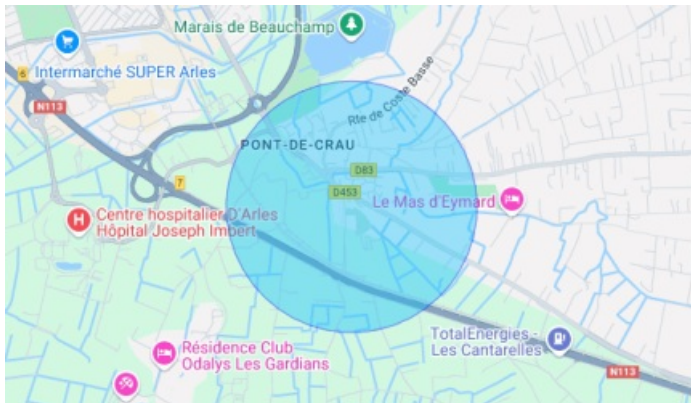 Marais de Beauchamp
Intermarché SUPER Arles
6
N113
Rte de Coste Basse
PONT-DE-CRAU
D83
7
D453
Le Mas d'Eymard
H
Centre hospitalier D'Arles
Hôpital Joseph Imbert
TotalEnergies -
Les Cantarelles
Résidence Club
Odalys Les Gardians
N113